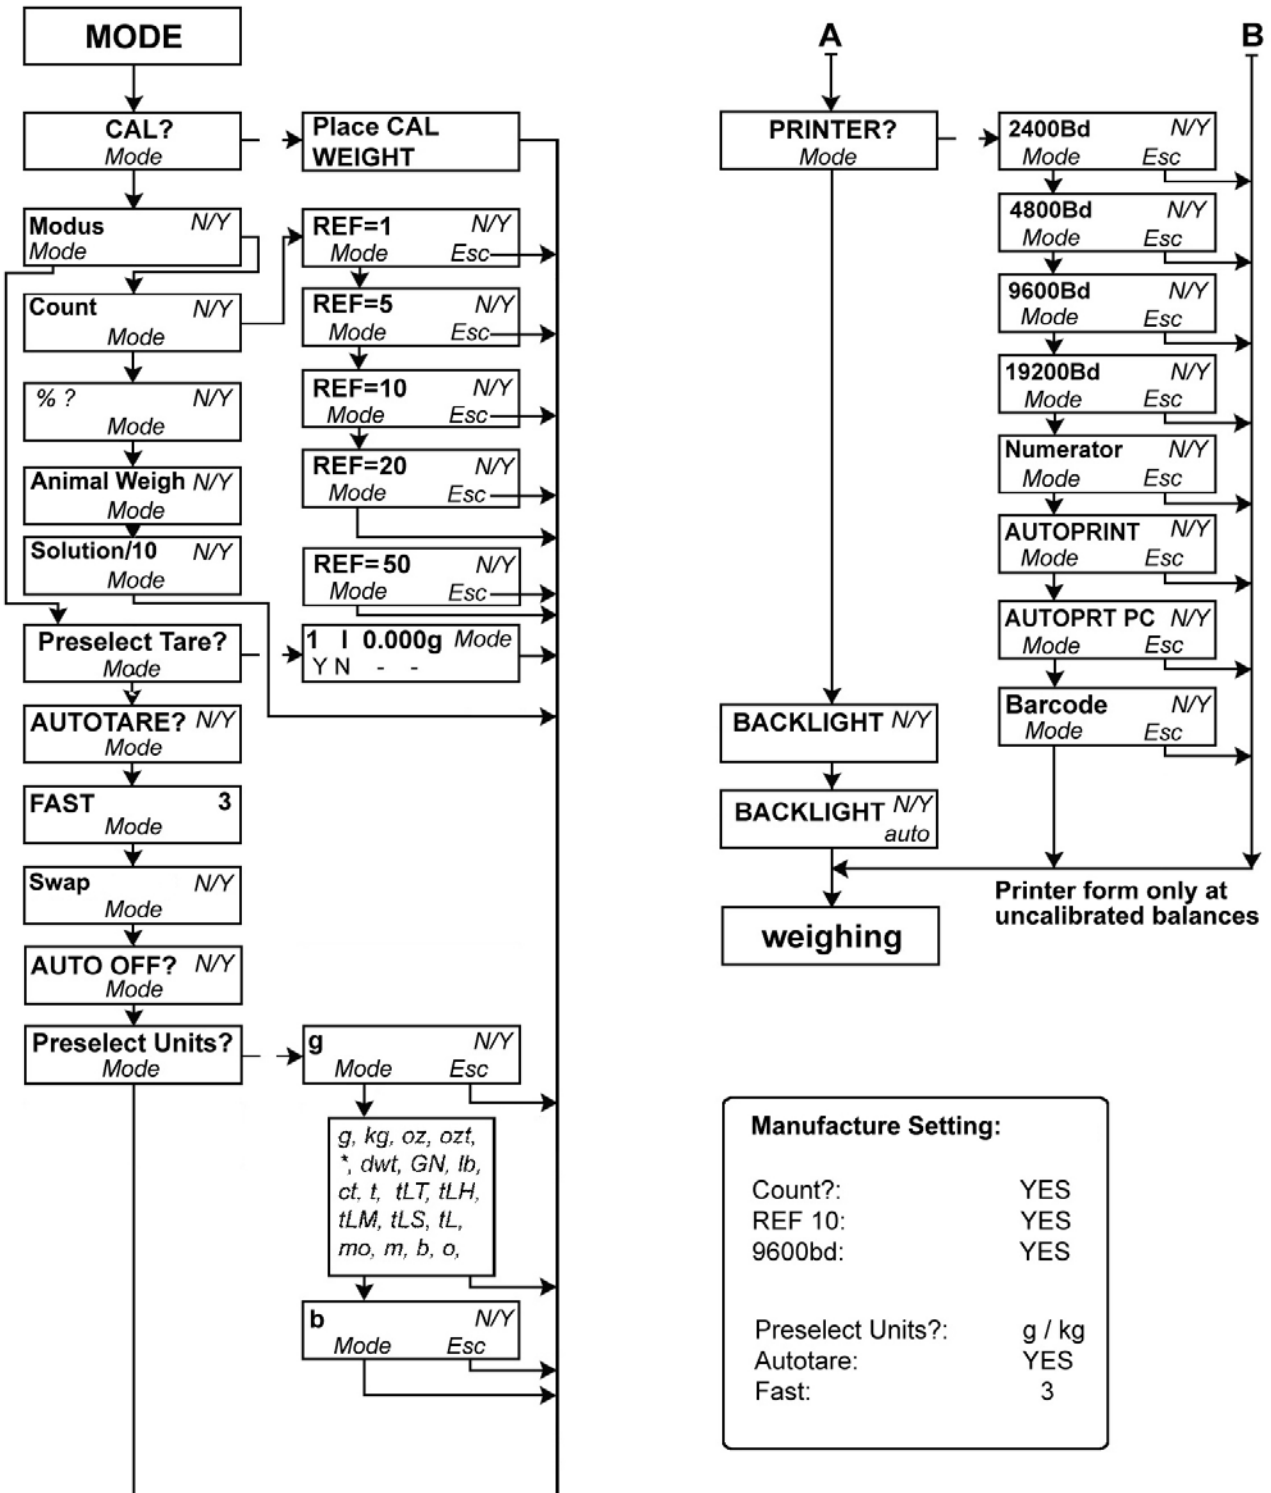 MODE
CAL?
Mode
Place CAL
WEIGHT
Modus N/Y
Mode
REF=1 N/Y
Mode Esc
Count N/Y
Mode
REF=5 N/Y
Mode Esc
% ? N/Y
Mode
REF=10 N/Y
Mode Esc
Animal Weigh N/Y
Mode
REF=20 N/Y
Mode Esc
Solution/10 N/Y
Mode
REF=50 N/Y
Mode Esc
Preselect Tare?
Mode
1 I 0.000g Mode
Y N - -
AUTOTARE? N/Y
Mode
FAST 3
Mode
Swap N/Y
Mode
AUTO OFF? N/Y
Mode
Preselect Units?
Mode
g N/Y
Mode Esc
g, kg, oz, ozt,
*, dwt, GN, lb,
ct. t, tLT, tLH,
tLM, tLS, tL,
mo, m, b, o,
b N/Y
Mode Esc
A
B
PRINTER?
Mode
2400Bd N/Y
Mode Esc
4800Bd N/Y
Mode Esc
9600Bd N/Y
Mode Esc
19200Bd N/Y
Mode Esc
Numerator N/Y
Mode Esc
AUTOPRINT N/Y
Mode Esc
AUTOPRT PC N/Y
Mode Esc
Barcode N/Y
Mode Esc
BACKLIGHT N/Y
BACKLIGHT N/Y
auto
Printer form only at
uncalibrated balances
weighing
Manufacture Setting:
Count?: YES
REF 10: YES
9600bd: YES
Preselect Units?: g / kg
Autotare: YES
Fast: 3